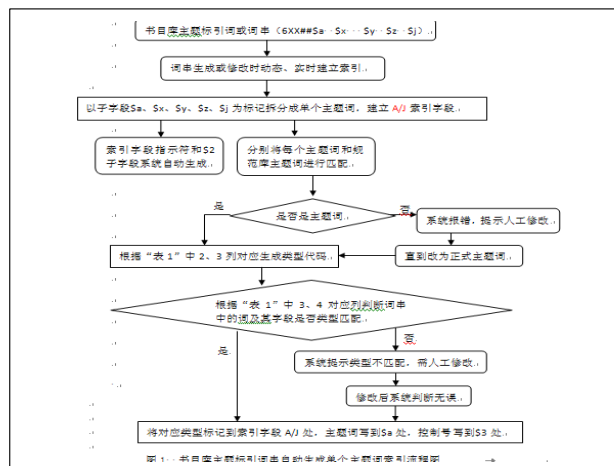 书目库主题标引词或词串（6XX##$a $x $y $z $j）
词串生成或修改时动态、实时建立索引
以子字段$a、$x、$y、$z、$j 为标记拆分成单个主题词，建立 A/J 索引字段
索引字段指示符和$2
子字段系统自动生成
分别将每个主题词和规
范库主题词进行匹配
是
是否是主题词
否
系统报错，提示人工修改
根据“表 1”中 2、3 列对应生成类型代码
直到改为正式主题词
根据“表 1”中 3、4 对应列判断词串
中的词及其字段是否类型匹配
是
否
系统提示类型不匹配，需人工修改
修改后系统判断无误
将对应类型标记到索引字段 A/J 处，主题词写到$a 处，控制号写到$3 处
图 1 书目库主题标引词串自动生成单个主题词索引流程图